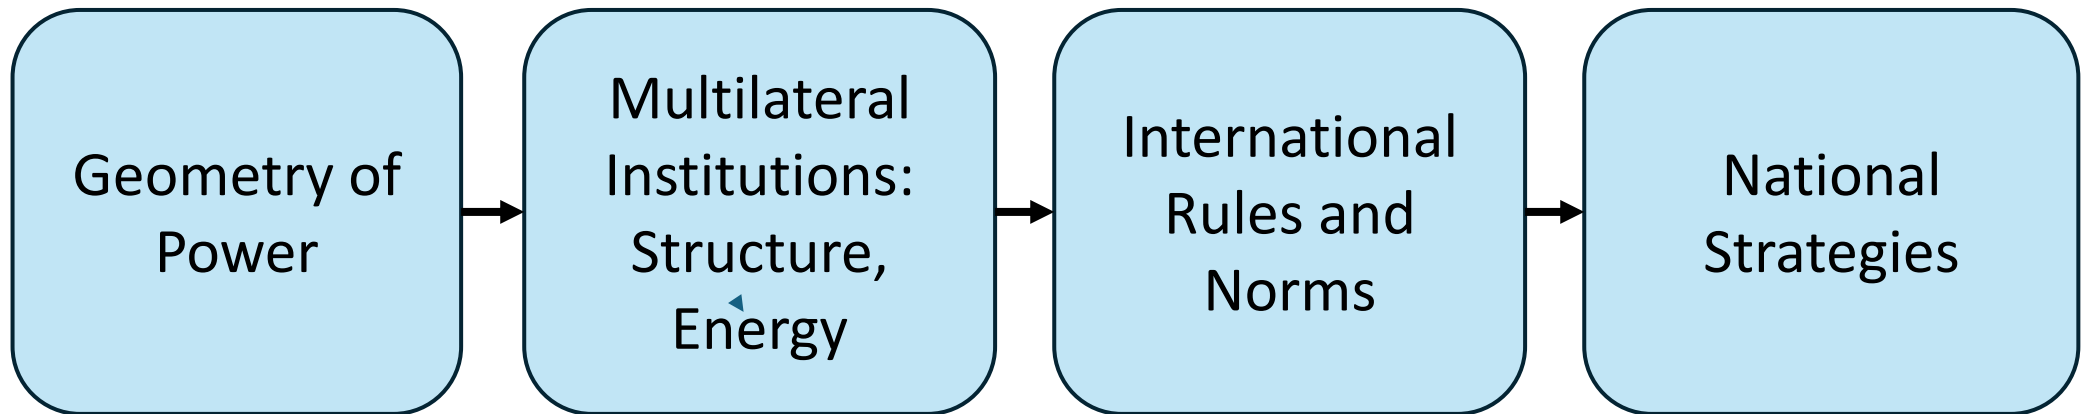 Geometry of
Power
Multilateral
Institutions:
Structure,
Energy
International
Rules and
Norms
National
Strategies